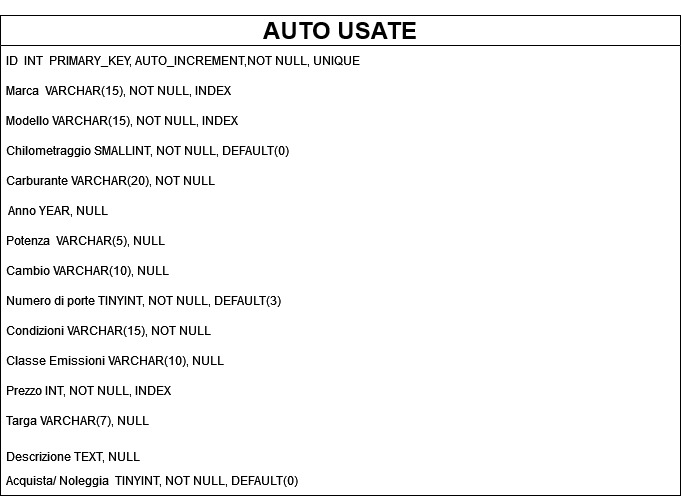 AUTO USATE
ID INT PRIMARY_KEY, AUTO_INCREMENT,NOT NULL, UNIQUE
Marca VARCHAR(15), NOT NULL, INDEX
Modello VARCHAR(15), NOT NULL, INDEX
Chilometraggio SMALLINT, NOT NULL, DEFAULT(0)
Carburante VARCHAR(20), NOT NULL
Anno YEAR, NULL
Potenza VARCHAR(5), NULL
Cambio VARCHAR(10), NULL
Numero di porte TINYINT, NOT NULL, DEFAULT(3)
Condizioni VARCHAR(15), NOT NULL
Classe Emissioni VARCHAR(10), NULL
Prezzo INT, NOT NULL, INDEX
Targa VARCHAR(7), NULL
Descrizione TEXT, NULL
Acquista/ Noleggia TINYINT, NOT NULL, DEFAULT(0)